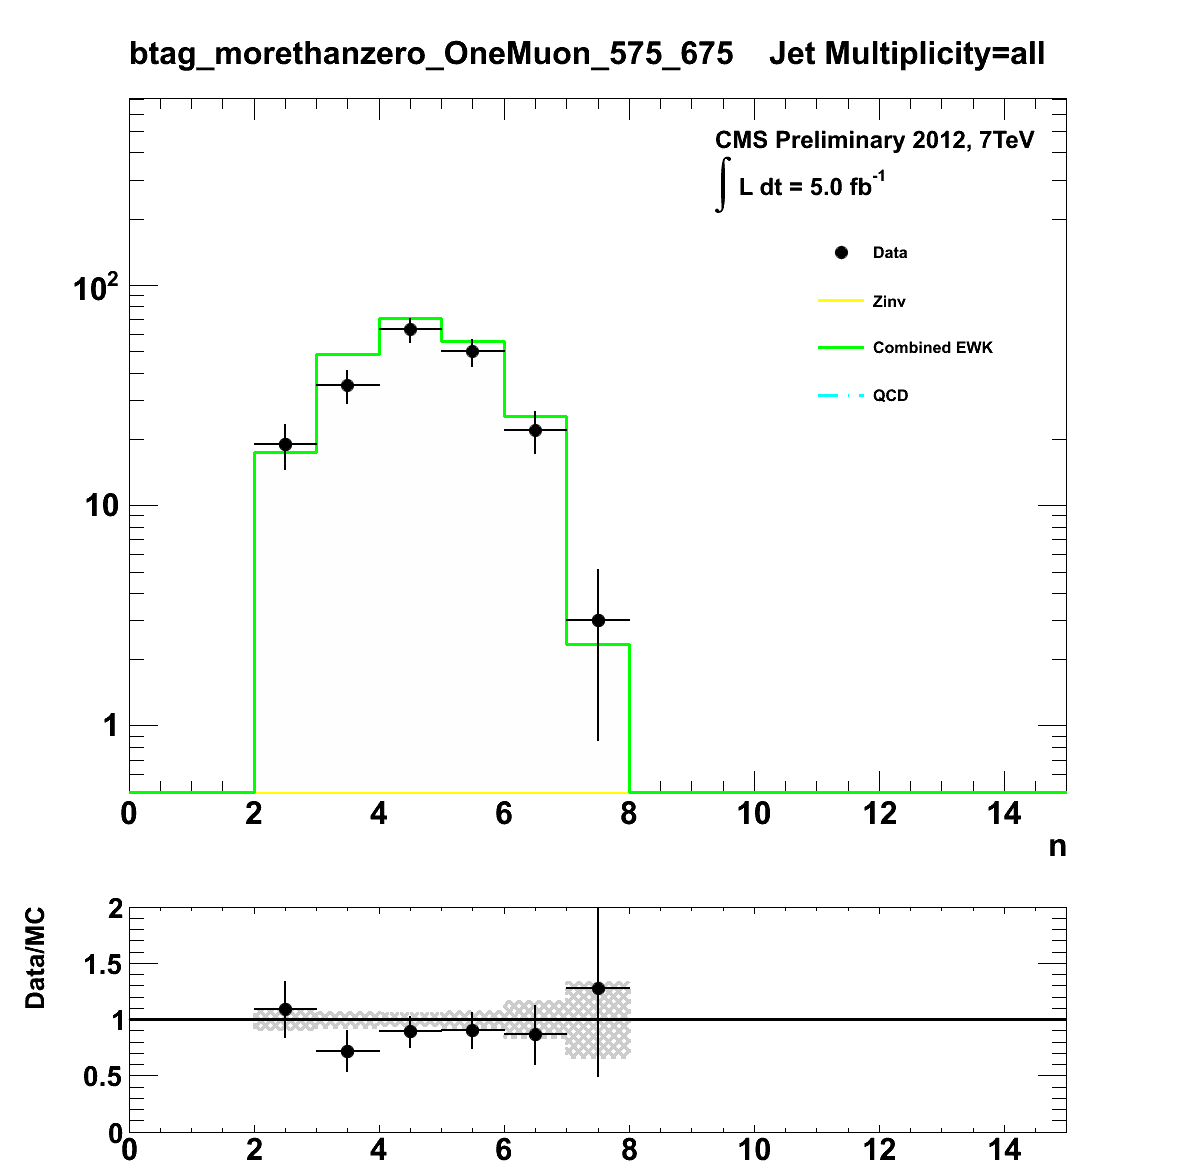 btag_morethanzero_OneMuon_575_675 Jet Multiplicity=all
CMS Preliminary 2012, 7TeV
∫ L dt = 5.0 fb⁻¹
Data
Zinv
Combined EWK
QCD
10²
10
1
0 2 4 6 8 10 12 14
n
Data/MC
2
1.5
1
0.5
0
0 2 4 6 8 10 12 14